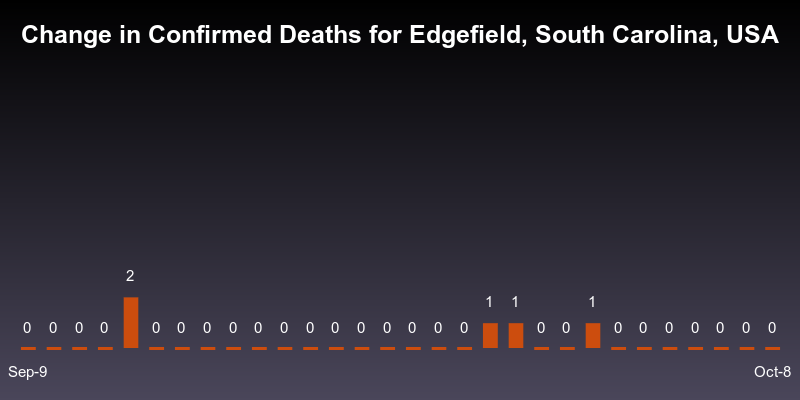 Change in Confirmed Deaths for Edgefield, South Carolina, USA
2
1 1 1
0 0 0 0 0 0 0 0 0 0 0 0 0 0 0 0 0 0 0 0 0 0 0 0 0 0
Sep-9 Oct-8